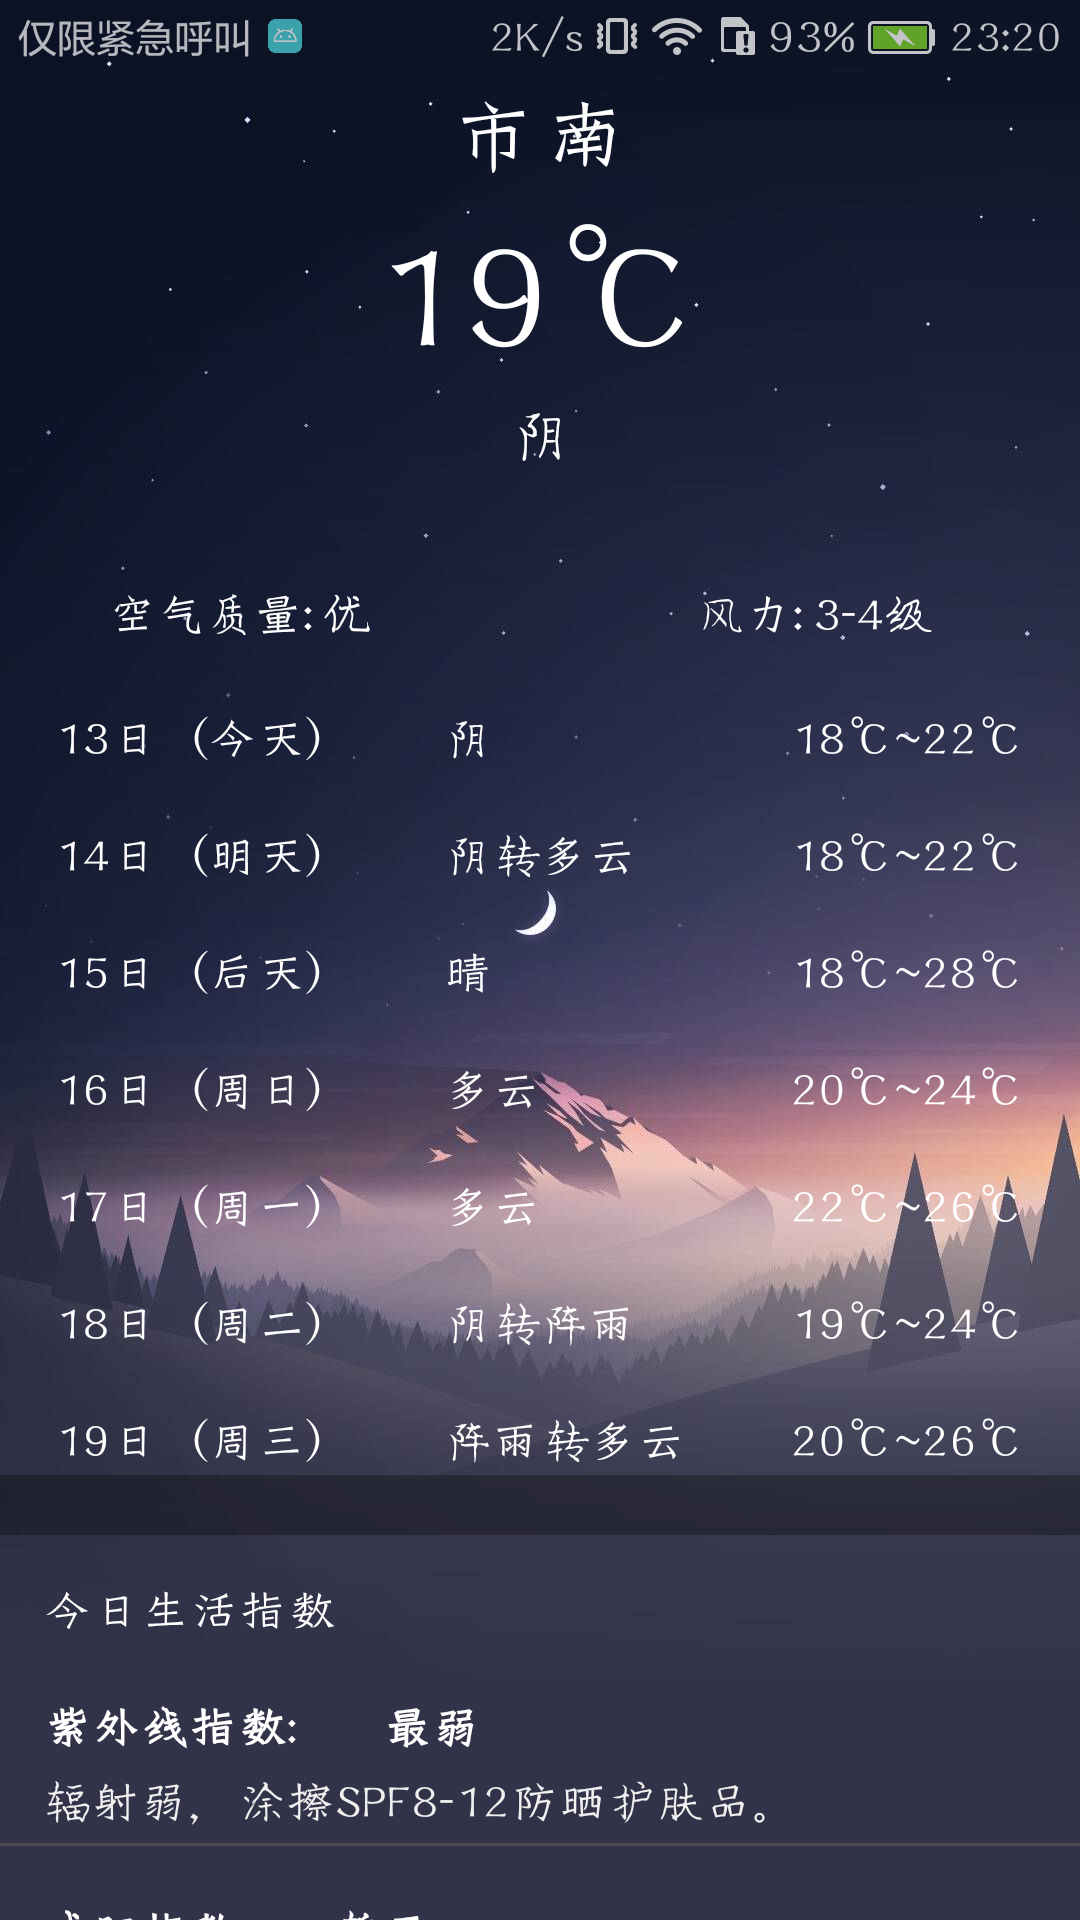 仅限紧急呼叫 2K/s 93% 23:20
市南
19℃
阴
空气质量:优 风力:3-4级
13日 (今天) 阴 18℃~22℃
14日 (明天) 阴转多云 18℃~22℃
15日 (后天) 晴 18℃~28℃
16日 (周日) 多云 20℃~24℃
17日 (周一) 多云 22℃~26℃
18日 (周二) 阴转阵雨 19℃~24℃
19日 (周三) 阵雨转多云 20℃~26℃
今日生活指数
紫外线指数: 最弱
辐射弱，涂擦SPF8-12防晒护肤品。